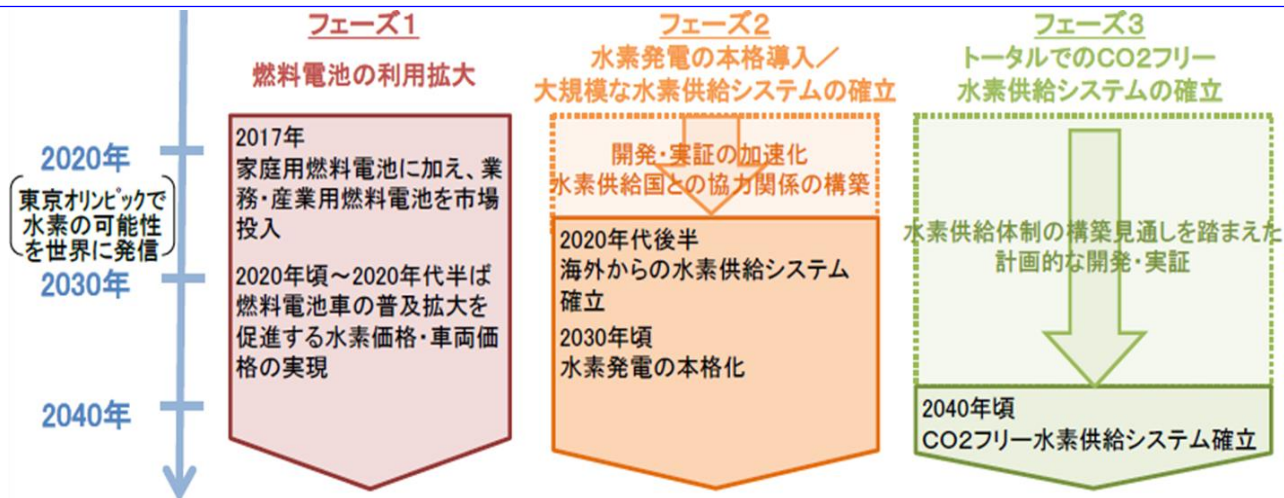 フェーズ1
燃料電池の利用拡大
フェーズ2
水素発電の本格導入／
大規模な水素供給システムの確立
フェーズ3
トータルでのCO2フリー
水素供給システムの確立
2020年
東京オリンピックで
水素の可能性
を世界に発信
2030年
2040年
2017年
家庭用燃料電池に加え、業
務・産業用燃料電池を市場
投入
2020年頃～2020年代半ば
燃料電池車の普及拡大を
促進する水素価格・車両価
格の実現
開発・実証の加速化
水素供給国との協力関係の構築
2020年代後半
海外からの水素供給システム
確立
2030年頃
水素発電の本格化
水素供給体制の構築見通しを踏まえた
計画的な開発・実証
2040年頃
CO2フリー水素供給システム確立